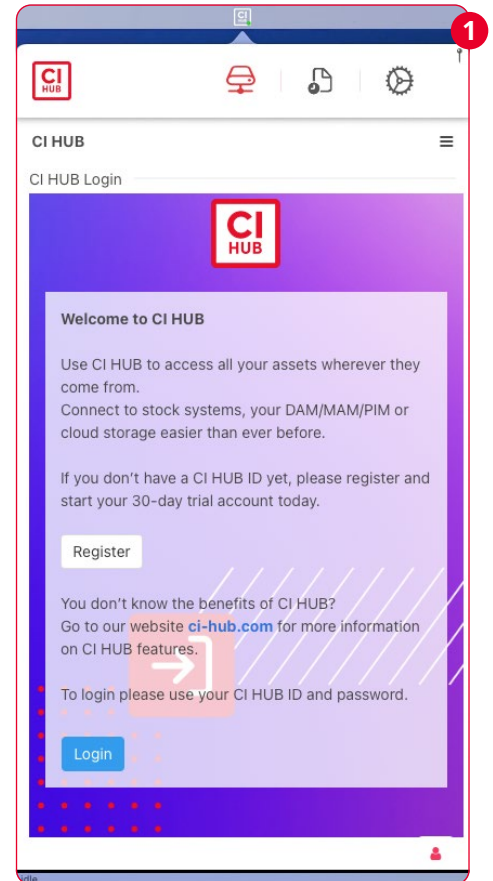 CI
1
CI
HUB
CI HUB
CI HUB Login
CI
HUB
Welcome to CI HUB
Use CI HUB to access all your assets wherever they
come from.
Connect to stock systems, your DAM/MAM/PIM or
cloud storage easier than ever before.
If you don't have a CI HUB ID yet, please register and
start your 30-day trial account today.
Register
You don't know the benefits of CI HUB?
Go to our website ci-hub.com for more information
on CI HUB features.
To login please use your CI HUB ID and password.
Login
Idle